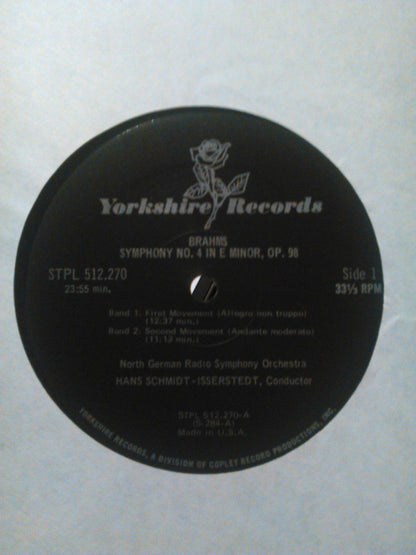 Yorkshire Records
BRAHMS
SYMPHONY NO. 4 IN E MINOR, OP. 98
STPL 512.270
23:55 min.
Side 1
33⅓ RPM
Band 1: First Movement (Allegro non troppo)
(12:37 min.)
Band 2: Second Movement (Andante moderato)
(11:13 min.)
North German Radio Symphony Orchestra
HANS SCHMIDT-ISSERSTEDT, Conductor
STPL 512.270-A
(S-284-A)
Made in U.S.A.
YORKSHIRE RECORDS, A DIVISION OF COPLEY RECORD PRODUCTIONS, INC.